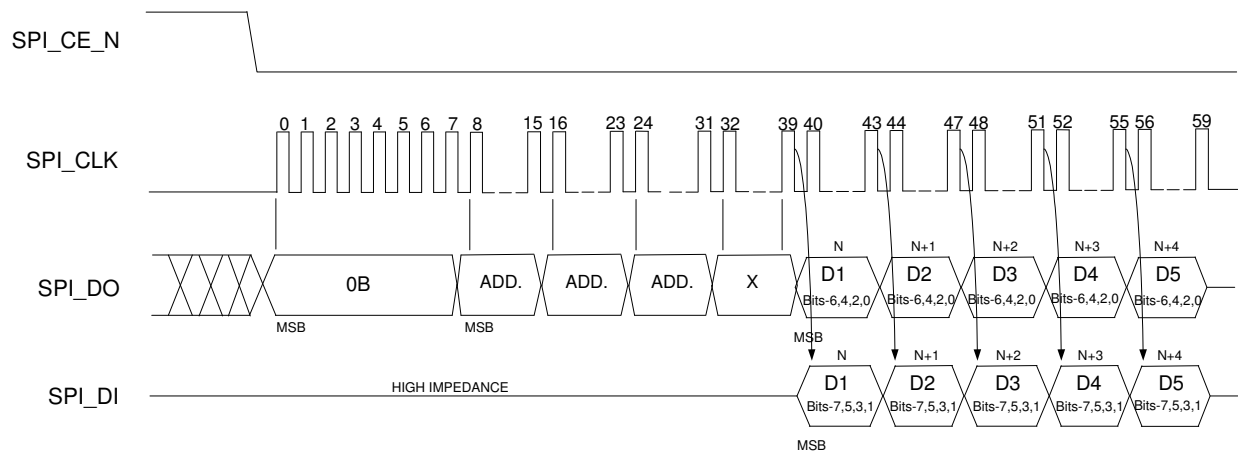 SPI_CE_N
0 1 2 3 4 5 6 7 8 15 16 23 24 31 32 39 40 43 44 47 48 51 52 55 56 59
SPI_CLK
N N+1 N+2 N+3 N+4
SPI_DO 0B ADD. ADD. ADD. X D1 D2 D3 D4 D5
Bits-6,4,2,0 Bits-6,4,2,0 Bits-6,4,2,0 Bits-6,4,2,0 Bits-6,4,2,0
MSB MSB MSB
N N+1 N+2 N+3 N+4
SPI_DI HIGH IMPEDANCE D1 D2 D3 D4 D5
Bits-7,5,3,1 Bits-7,5,3,1 Bits-7,5,3,1 Bits-7,5,3,1 Bits-7,5,3,1
MSB